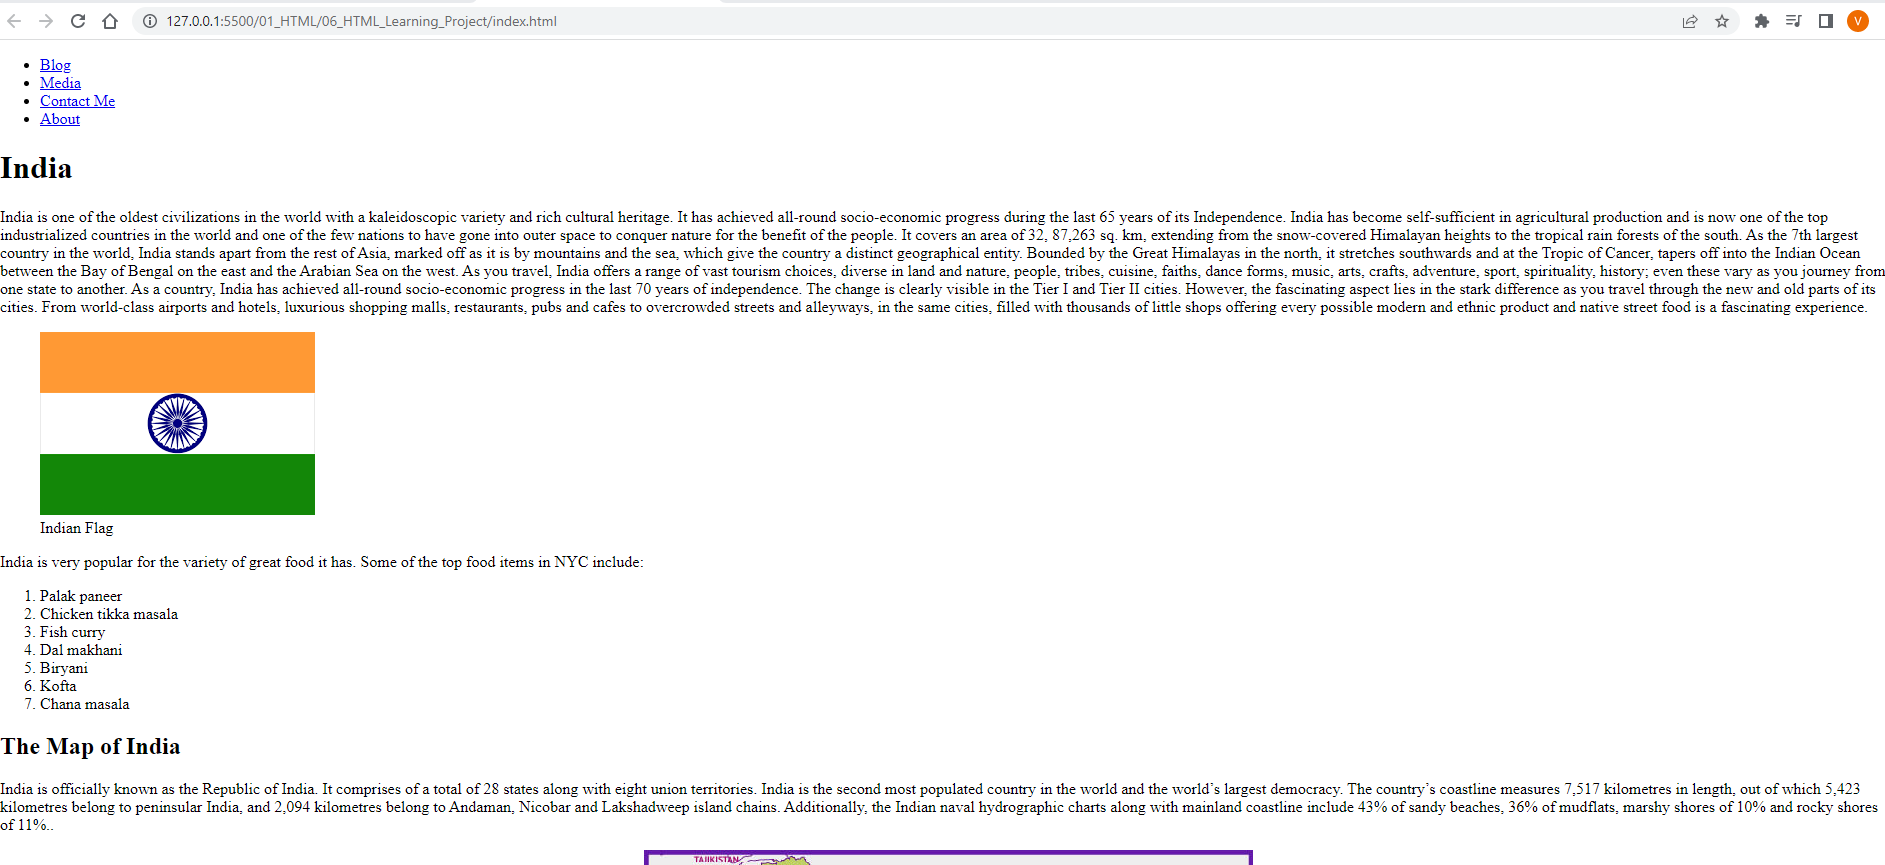 127.0.0.1:5500/01_HTML/06_HTML_Learning_Project/index.html
V
Blog
Media
Contact Me
About
India
India is one of the oldest civilizations in the world with a kaleidoscopic variety and rich cultural heritage. It has achieved all-round socio-economic progress during the last 65 years of its Independence. India has become self-sufficient in agricultural production and is now one of the top
industrialized countries in the world and one of the few nations to have gone into outer space to conquer nature for the benefit of the people. It covers an area of 32, 87,263 sq. km, extending from the snow-covered Himalayan heights to the tropical rain forests of the south. As the 7th largest
country in the world, India stands apart from the rest of Asia, marked off as it is by mountains and the sea, which give the country a distinct geographical entity. Bounded by the Great Himalayas in the north, it stretches southwards and at the Tropic of Cancer, tapers off into the Indian Ocean
between the Bay of Bengal on the east and the Arabian Sea on the west. As you travel, India offers a range of vast tourism choices, diverse in land and nature, people, tribes, cuisine, faiths, dance forms, music, arts, crafts, adventure, sport, spirituality, history; even these vary as you journey from
one state to another. As a country, India has achieved all-round socio-economic progress in the last 70 years of independence. The change is clearly visible in the Tier I and Tier II cities. However, the fascinating aspect lies in the stark difference as you travel through the new and old parts of its
cities. From world-class airports and hotels, luxurious shopping malls, restaurants, pubs and cafes to overcrowded streets and alleyways, in the same cities, filled with thousands of little shops offering every possible modern and ethnic product and native street food is a fascinating experience.
Indian Flag
India is very popular for the variety of great food it has. Some of the top food items in NYC include:
1. Palak paneer
2. Chicken tikka masala
3. Fish curry
4. Dal makhani
5. Biryani
6. Kofta
7. Chana masala
The Map of India
India is officially known as the Republic of India. It comprises of a total of 28 states along with eight union territories. India is the second most populated country in the world and the world’s largest democracy. The country’s coastline measures 7,517 kilometres in length, out of which 5,423
kilometres belong to peninsular India, and 2,094 kilometres belong to Andaman, Nicobar and Lakshadweep island chains. Additionally, the Indian naval hydrographic charts along with mainland coastline include 43% of sandy beaches, 36% of mudflats, marshy shores of 10% and rocky shores
of 11%..
TAJIKISTAN